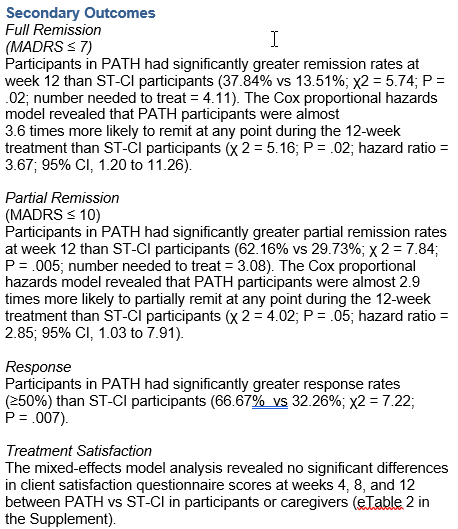 Secondary Outcomes
Full Remission
(MADRS ≤ 7)
Participants in PATH had significantly greater remission rates at
week 12 than ST-CI participants (37.84% vs 13.51%; χ2 = 5.74; P =
.02; number needed to treat = 4.11). The Cox proportional hazards
model revealed that PATH participants were almost
3.6 times more likely to remit at any point during the 12-week
treatment than ST-CI participants (χ 2 = 5.16; P = .02; hazard ratio =
3.67; 95% CI, 1.20 to 11.26).
Partial Remission
(MADRS ≤ 10)
Participants in PATH had significantly greater partial remission rates
at week 12 than ST-CI participants (62.16% vs 29.73%; χ 2 = 7.84;
P = .005; number needed to treat = 3.08). The Cox proportional
hazards model revealed that PATH participants were almost 2.9
times more likely to partially remit at any point during the 12-week
treatment than ST-CI participants (χ 2 = 4.02; P = .05; hazard ratio =
2.85; 95% CI, 1.03 to 7.91).
Response
Participants in PATH had significantly greater response rates
(≥50%) than ST-CI participants (66.67% vs 32.26%; χ2 = 7.22;
P = .007).
Treatment Satisfaction
The mixed-effects model analysis revealed no significant differences
in client satisfaction questionnaire scores at weeks 4, 8, and 12
between PATH vs ST-CI in participants or caregivers (eTable 2 in
the Supplement).